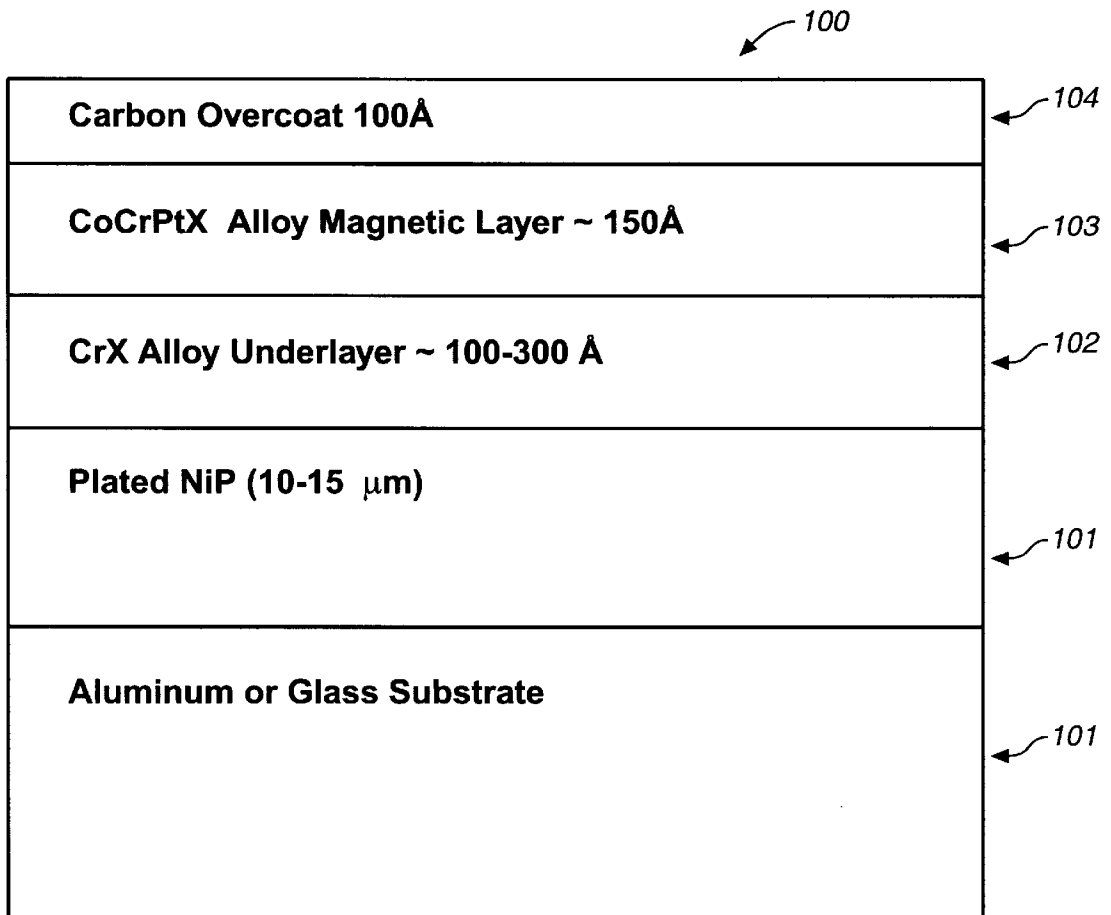 100
Carbon Overcoat 100Å
104
CoCrPtX Alloy Magnetic Layer ~ 150Å
103
CrX Alloy Underlayer ~ 100-300 Å
102
Plated NiP (10-15 μm)
101
Aluminum or Glass Substrate
101